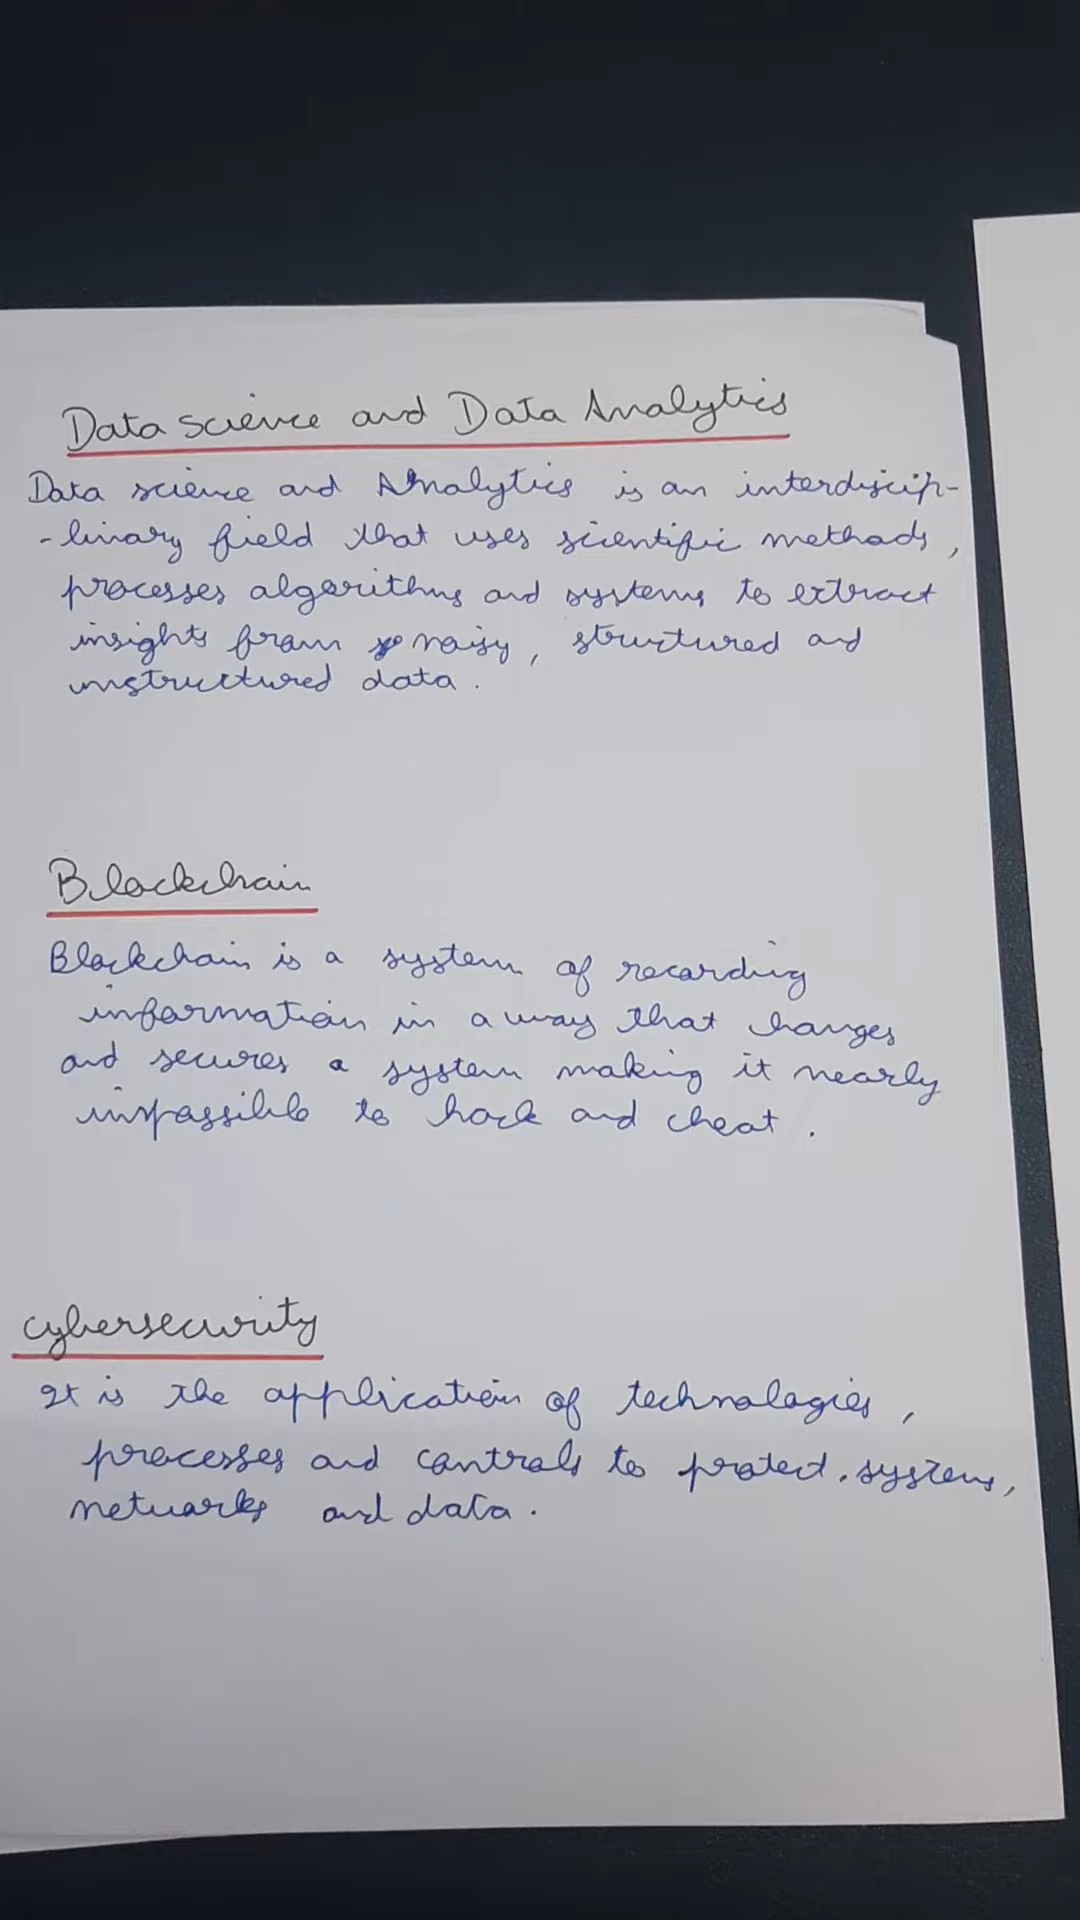 Data science and Data Analytics
Data science and Analytics is an interdiscip-
-linary field that uses scientific methods,
processes algorithms and systems to extract
insights from noisy, structured and
unstructured data.
Blockchain
Blockchain is a system of recording
information in a way that changes
and secures a system making it nearly
impossible to hack and cheat.
cybersecurity
It is the application of technologies,
processes and controls to protect. systems,
networks and data.